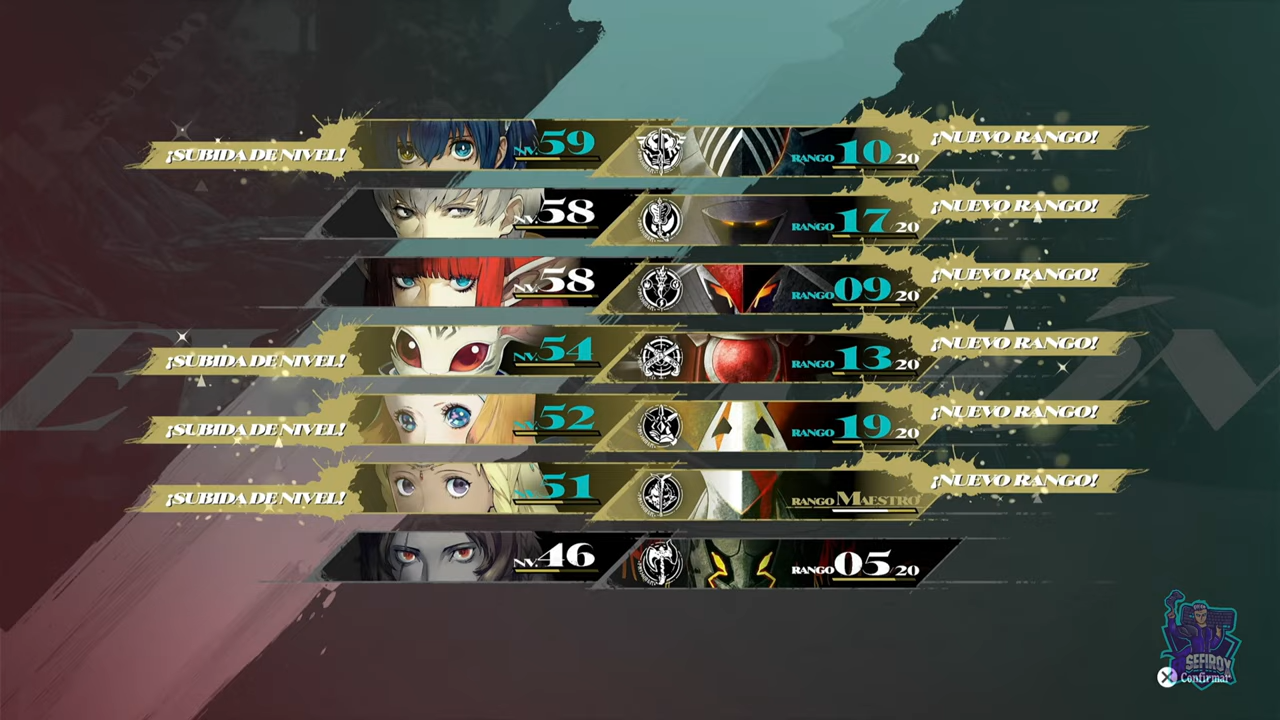 ¡SUBIDA DE NIVEL! NV. 59 RANGO 10/20 ¡NUEVO RANGO!
NV. 58 RANGO 17/20 ¡NUEVO RANGO!
NV. 58 RANGO 09/20 ¡NUEVO RANGO!
¡SUBIDA DE NIVEL! NV. 54 RANGO 13/20 ¡NUEVO RANGO!
¡SUBIDA DE NIVEL! NV. 52 RANGO 19/20 ¡NUEVO RANGO!
¡SUBIDA DE NIVEL! NV. 51 RANGO MAESTRO ¡NUEVO RANGO!
NV. 46 RANGO 05/20
SEFIROY
Confirmar